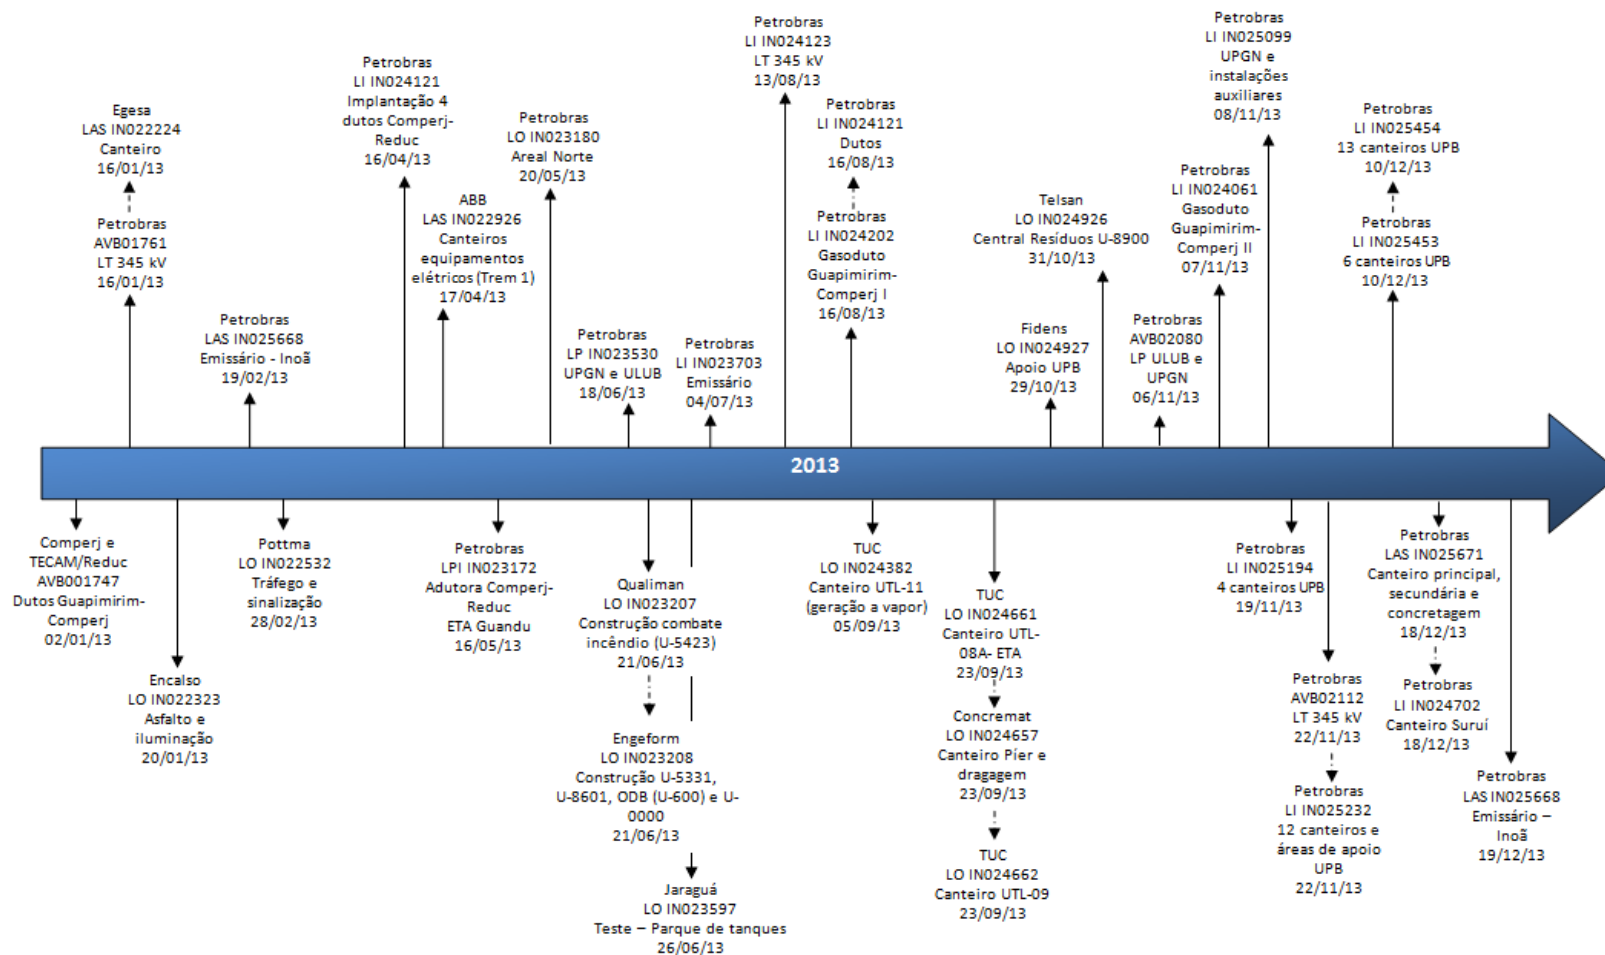 Egesa
LAS IN022224
Canteiro
16/01/13
Petrobras
AVB01761
LT 345 kV
16/01/13
Petrobras
LAS IN025668
Emissário - Inoã
19/02/13
Petrobras
LI IN024121
Implantação 4
dutos Comperj-
Reduc
16/04/13
ABB
LAS IN022926
Canteiros
equipamentos
elétricos (Trem 1)
17/04/13
Petrobras
LO IN023180
Areal Norte
20/05/13
Petrobras
LP IN023530
UPGN e ULUB
18/06/13
Petrobras
LI IN023703
Emissário
04/07/13
Petrobras
LI IN024123
LT 345 kV
13/08/13
Petrobras
LI IN024121
Dutos
16/08/13
Petrobras
LI IN024202
Gasoduto
Guapimirim-
Comperj I
16/08/13
Fidens
LO IN024927
Apoio UPB
29/10/13
Telsan
LO IN024926
Central Resíduos U-8900
31/10/13
Petrobras
AVB02080
LP ULUB e
UPGN
06/11/13
Petrobras
LI IN024061
Gasoduto
Guapimirim-
Comperj II
07/11/13
Petrobras
LI IN025099
UPGN e
instalações
auxiliares
08/11/13
Petrobras
LI IN025454
13 canteiros UPB
10/12/13
Petrobras
LI IN025453
6 canteiros UPB
10/12/13
2013
Comperj e
TECAM/Reduc
AVB001747
Dutos Guapimirim-
Comperj
02/01/13
Encalso
LO IN022323
Asfalto e
iluminação
20/01/13
Pottma
LO IN022532
Tráfego e
sinalização
28/02/13
Petrobras
LPI IN023172
Adutora Comperj-
Reduc
ETA Guandu
16/05/13
Qualiman
LO IN023207
Construção combate
incêndio (U-5423)
21/06/13
Engeform
LO IN023208
Construção U-5331,
U-8601, ODB (U-600) e U-
0000
21/06/13
Jaraguá
LO IN023597
Teste – Parque de tanques
26/06/13
TUC
LO IN024382
Canteiro UTL-11
(geração a vapor)
05/09/13
TUC
LO IN024661
Canteiro UTL-
08A- ETA
23/09/13
Concremat
LO IN024657
Canteiro Píer e
dragagem
23/09/13
TUC
LO IN024662
Canteiro UTL-09
23/09/13
Petrobras
LI IN025194
4 canteiros UPB
19/11/13
Petrobras
AVB02112
LT 345 kV
22/11/13
Petrobras
LI IN025232
12 canteiros e
áreas de apoio
UPB
22/11/13
Petrobras
LAS IN025671
Canteiro principal,
secundária e
concretagem
18/12/13
Petrobras
LI IN024702
Canteiro Suruí
18/12/13
Petrobras
LAS IN025668
Emissário –
Inoã
19/12/13